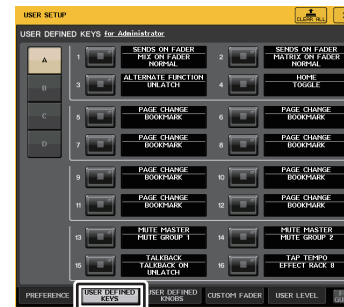 USER SETUP
CLEAR ALL
USER DEFINED KEYS for Administrator
A
1
SENDS ON FADER
MIX ON FADER
NORMAL
2
SENDS ON FADER
MATRIX ON FADER
NORMAL
3
ALTERNATE FUNCTION
UNLATCH
4
HOME
TOGGLE
B
5
PAGE CHANGE
BOOKMARK
6
PAGE CHANGE
BOOKMARK
C
7
PAGE CHANGE
BOOKMARK
8
PAGE CHANGE
BOOKMARK
D
9
PAGE CHANGE
BOOKMARK
10
PAGE CHANGE
BOOKMARK
11
PAGE CHANGE
BOOKMARK
12
PAGE CHANGE
BOOKMARK
13
MUTE MASTER
MUTE GROUP 1
14
MUTE MASTER
MUTE GROUP 2
15
TALKBACK
TALKBACK ON
UNLATCH
16
TAP TEMPO
EFFECT RACK 8
PREFERENCE
USER DEFINED
KEYS
USER DEFINED
KNOBS
CUSTOM FADER
USER LEVEL